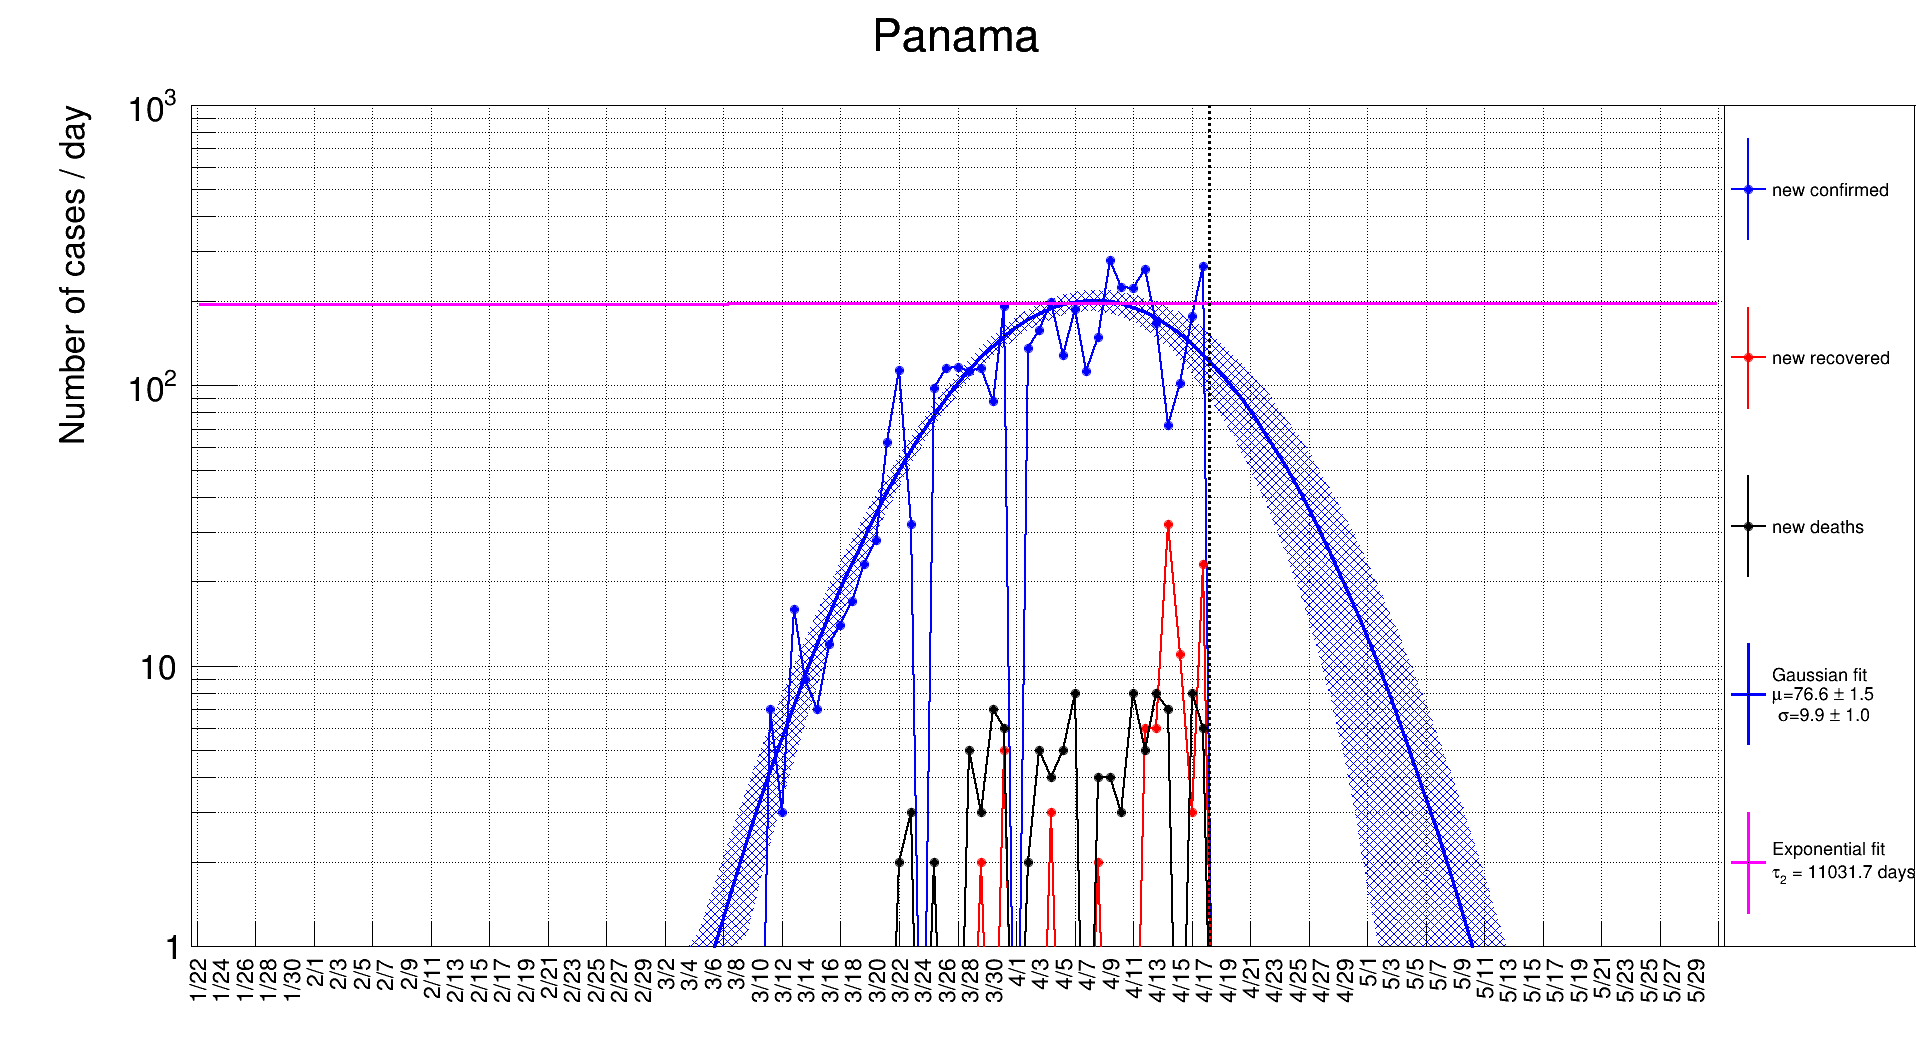 Panama
Number of cases / day
10³
10²
10
1
1/22 1/24 1/26 1/28 1/30 2/1 2/3 2/5 2/7 2/9 2/11 2/13 2/15 2/17 2/19 2/21 2/23 2/25 2/27 2/29 3/2 3/4 3/6 3/8 3/10 3/12 3/14 3/16 3/18 3/20 3/22 3/24 3/26 3/28 3/30 4/1 4/3 4/5 4/7 4/9 4/11 4/13 4/15 4/17 4/19 4/21 4/23 4/25 4/27 4/29 5/1 5/3 5/5 5/7 5/9 5/11 5/13 5/15 5/17 5/19 5/21 5/23 5/25 5/27 5/29
new confirmed
new recovered
new deaths
Gaussian fit
μ=76.6 ± 1.5
σ=9.9 ± 1.0
Exponential fit
τ₂ = 11031.7 days